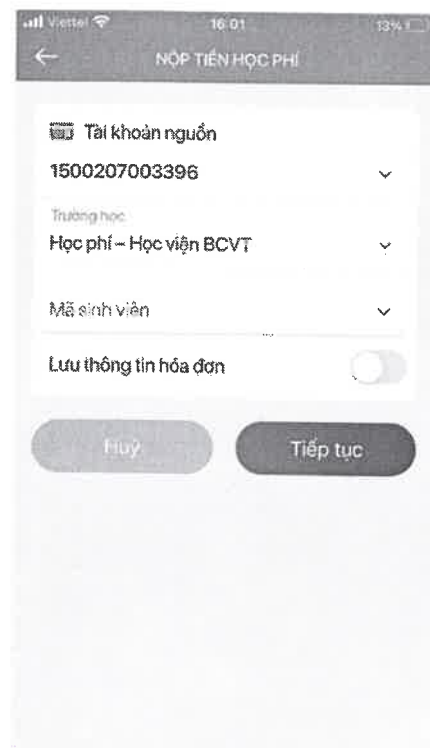 Viettel 16:01 13%
NỘP TIỀN HỌC PHÍ
Tài khoản nguồn
1500207003396
Trường học
Học phí – Học viện BCVT
Mã sinh viên
Lưu thông tin hóa đơn
Huỷ Tiếp tục